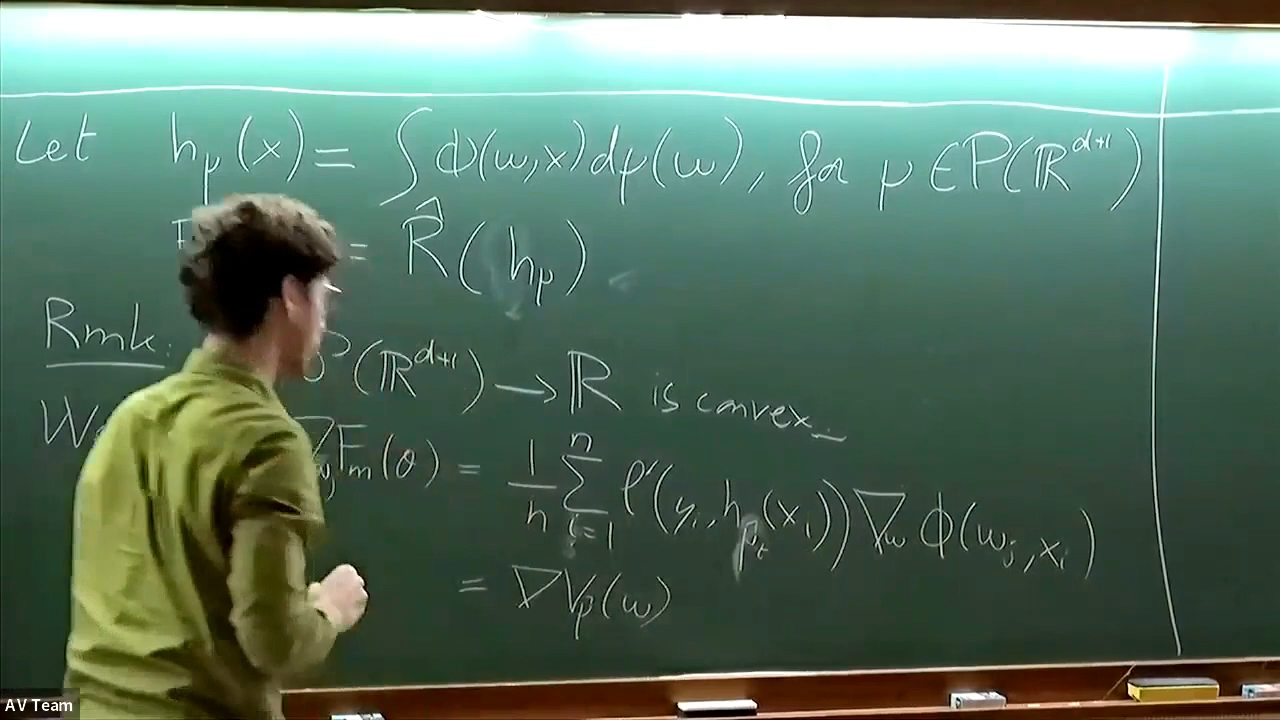 Let h_μ(x) = ∫ Φ(w,x) dμ(w), for μ ∈ P(ℝ^{d+1})
= R̂(h_μ)
Rmk: P(ℝ^{d+1}) → ℝ is convex
∇_{w_j} F_m(θ) = 1/n ∑_{i=1}^{n} ℓ'(y_i, h_{μ_t}(x_i)) ∇_w Φ(w_j, x_i)
= ∇V_μ(w)
AV Team